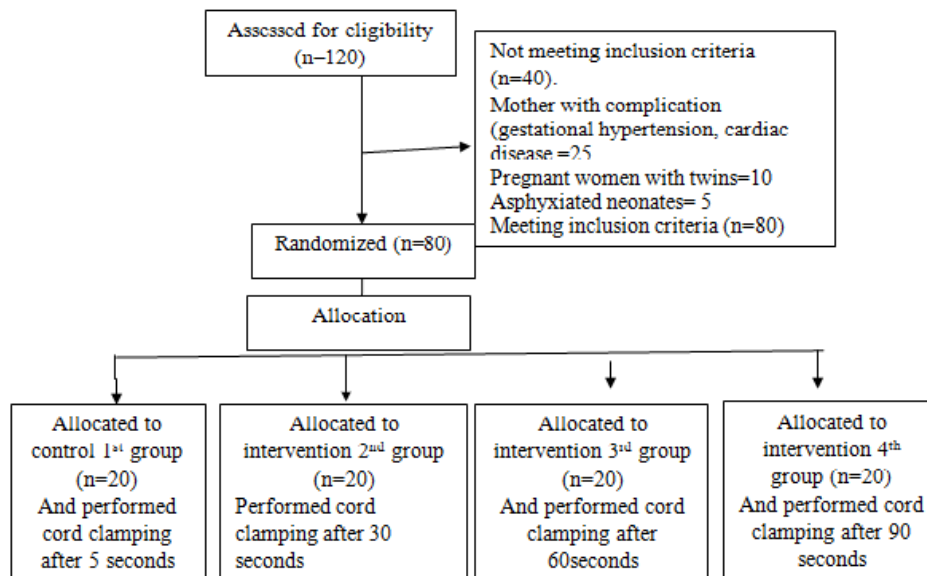 Assessed for eligibility
(n=120)
Not meeting inclusion criteria
(n=40).
Mother with complication
(gestational hypertension, cardiac
disease =25
Pregnant women with twins=10
Asphyxiated neonates= 5
Meeting inclusion criteria (n=80)
Randomized (n=80)
Allocation
Allocated to
control 1st group
(n=20)
And performed
cord clamping
after 5 seconds
Allocated to
intervention 2nd group
(n=20)
Performed cord
clamping after 30
seconds
Allocated to
intervention 3rd group
(n=20)
And performed cord
clamping after
60seconds
Allocated to
intervention 4th
group (n=20)
And performed cord
clamping after 90
seconds